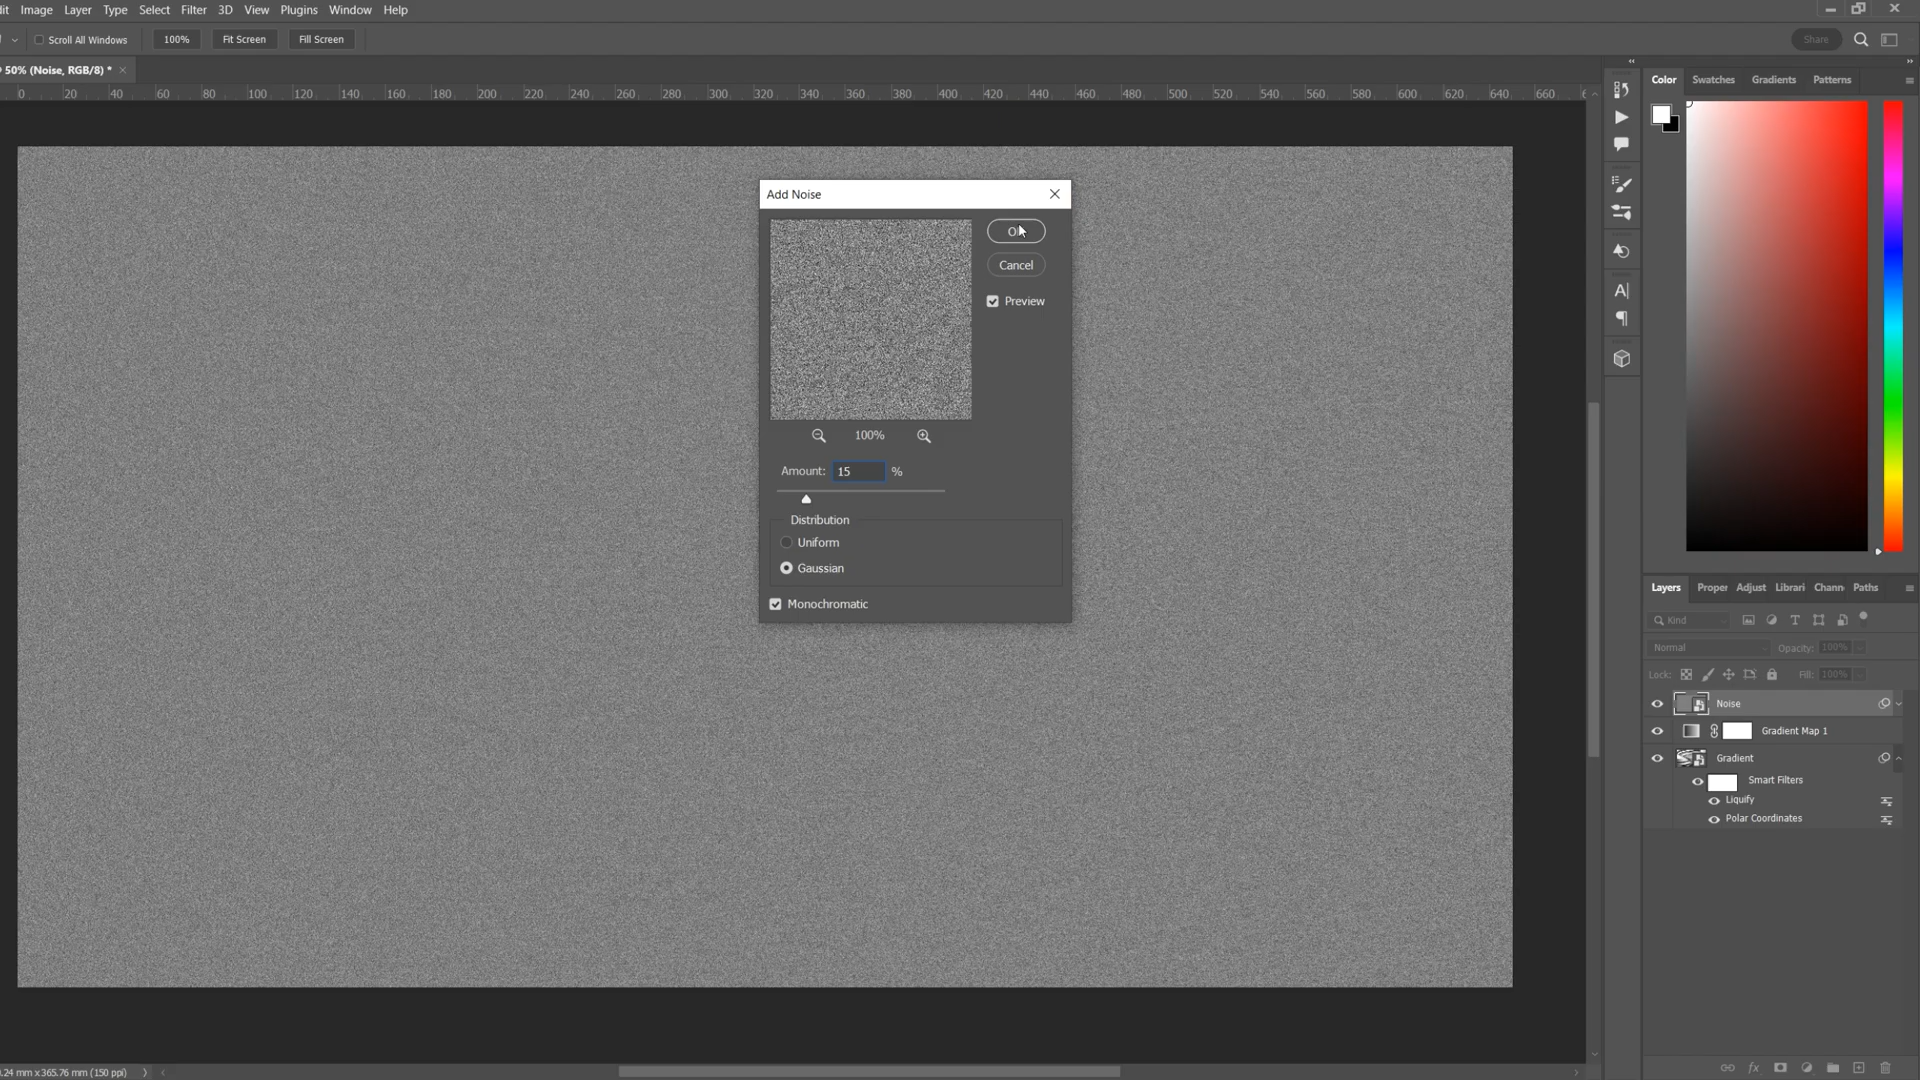 Image Layer Type Select Filter 3D View Plugins Window Help
Scroll All Windows 100% Fit Screen Fill Screen Share
50% (Noise, RGB/8) *
0 20 40 60 80 100 120 140 160 180 200 220 240 260 280 300 320 340 360 380 400 420 440 460 480 500 520 540 560 580 600 620 640 660
Color Swatches Gradients Patterns
Add Noise
Cancel
Preview
100%
Amount: 15 %
Distribution
Uniform
Gaussian
Monochromatic
Layers Proper Adjust Librari Chann Paths
Kind
Normal Opacity: 100%
Lock: Fill: 100%
Noise
Gradient Map 1
Gradient
Smart Filters
Liquify
Polar Coordinates
.24 mm x 365.76 mm (150 ppi)